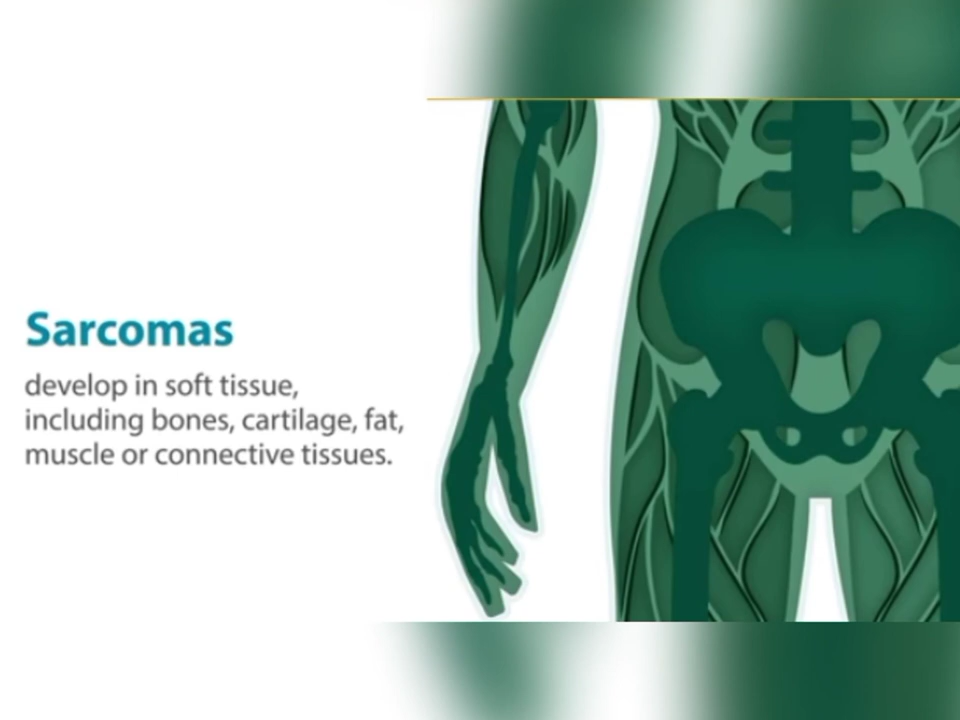 Sarcomas
develop in soft tissue,
including bones, cartilage, fat,
muscle or connective tissues.